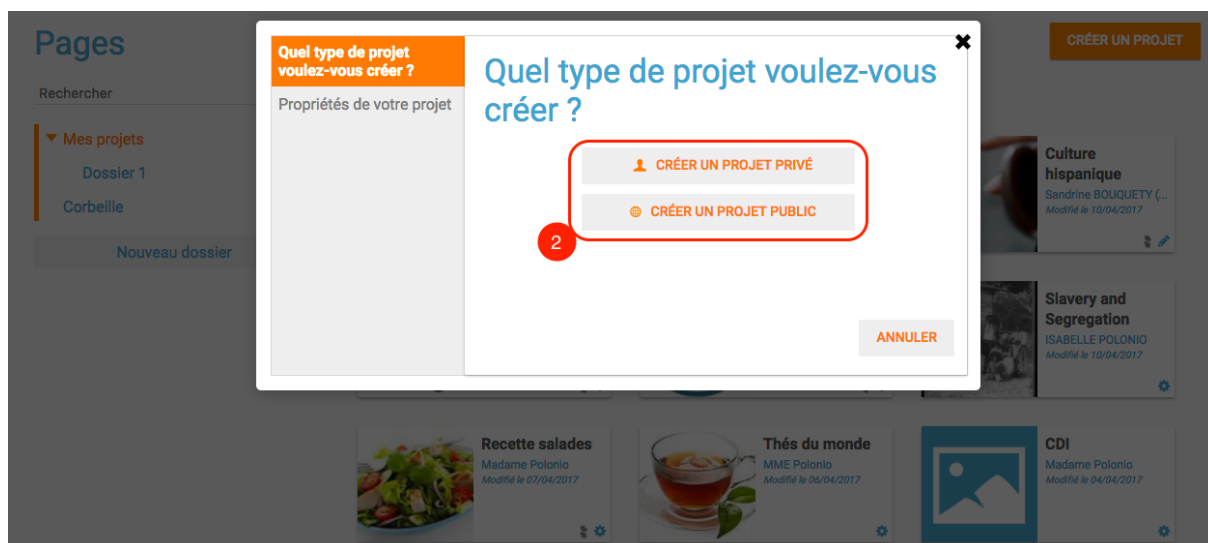 Pages
CRÉER UN PROJET
Rechercher
Mes projets
Dossier 1
Corbeille
Nouveau dossier
Quel type de projet
voulez-vous créer ?
Propriétés de votre projet
Quel type de projet voulez-vous
créer ?
CRÉER UN PROJET PRIVÉ
CRÉER UN PROJET PUBLIC
2
ANNULER
Culture
hispanique
Sandrine BOUQUETY (...
Modifié le 10/04/2017
Slavery and
Segregation
ISABELLE POLONIO
Modifié le 10/04/2017
Recette salades
Madame Polonio
Modifié le 07/04/2017
Thés du monde
MME Polonio
Modifié le 06/04/2017
CDI
Madame Polonio
Modifié le 04/04/2017